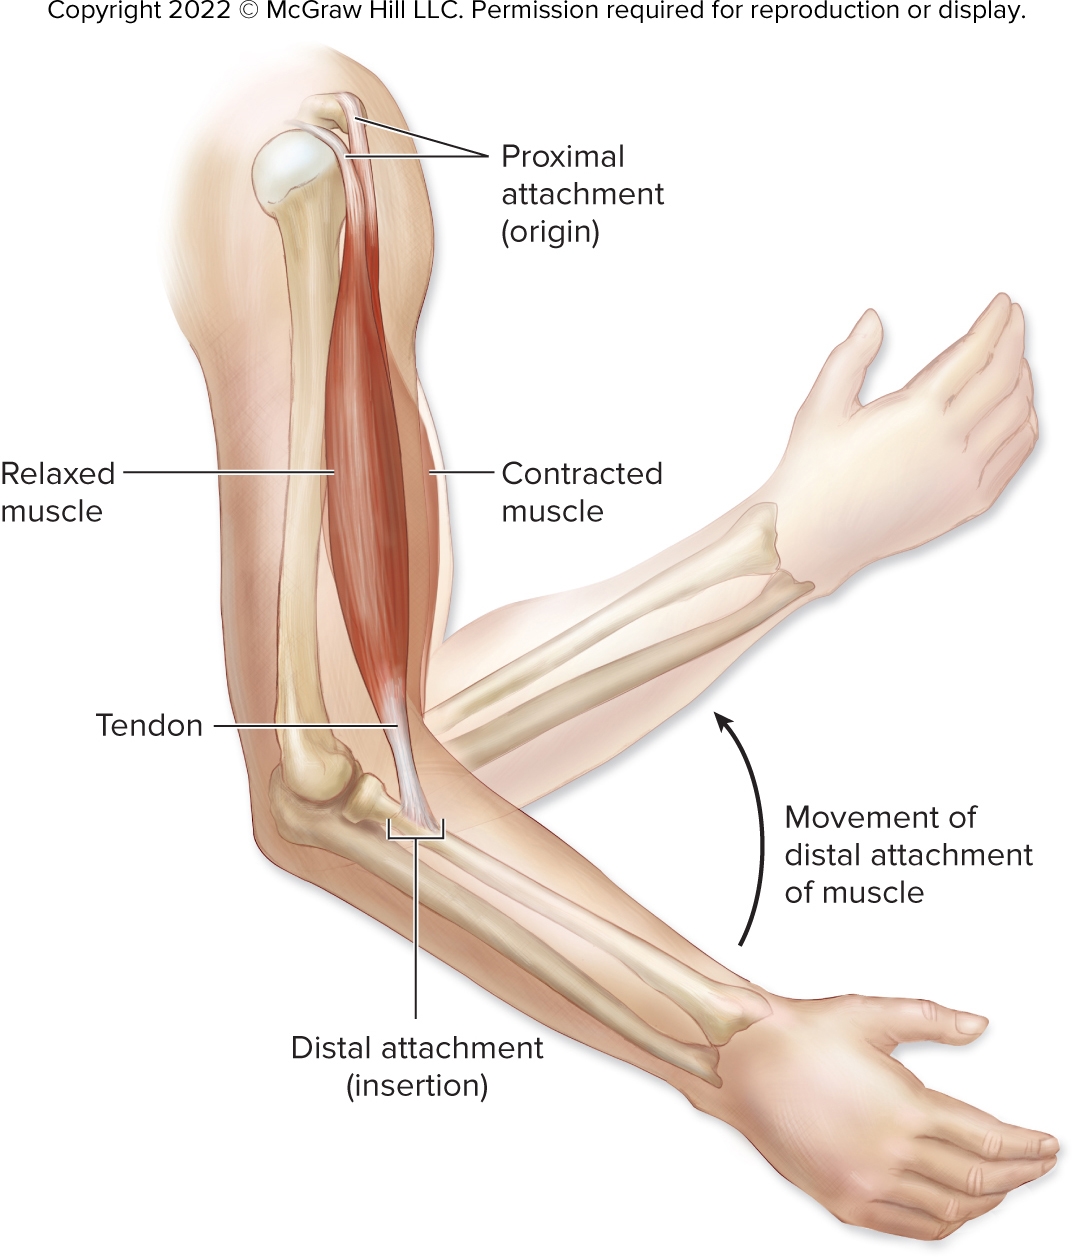 Copyright 2022 © McGraw Hill LLC. Permission required for reproduction or display.
Proximal
attachment
(origin)
Relaxed
muscle
Contracted
muscle
Tendon
Movement of
distal attachment
of muscle
Distal attachment
(insertion)